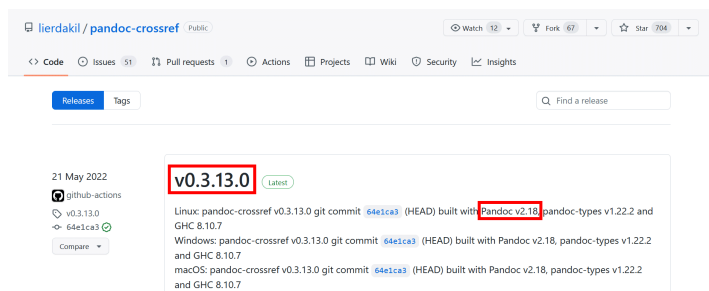 lierdakil / pandoc-crossref Public
Watch 12 Fork 67 Star 704
Code Issues 51 Pull requests 1 Actions Projects Wiki Security Insights
Releases Tags Find a release
21 May 2022
github-actions
v0.3.13.0
64e1ca3
Compare
v0.3.13.0 Latest
Linux: pandoc-crossref v0.3.13.0 git commit 64e1ca3 (HEAD) built with Pandoc v2.18, pandoc-types v1.22.2 and
GHC 8.10.7
Windows: pandoc-crossref v0.3.13.0 git commit 64e1ca3 (HEAD) built with Pandoc v2.18, pandoc-types v1.22.2
and GHC 8.10.7
macOS: pandoc-crossref v0.3.13.0 git commit 64e1ca3 (HEAD) built with Pandoc v2.18, pandoc-types v1.22.2
and GHC 8.10.7